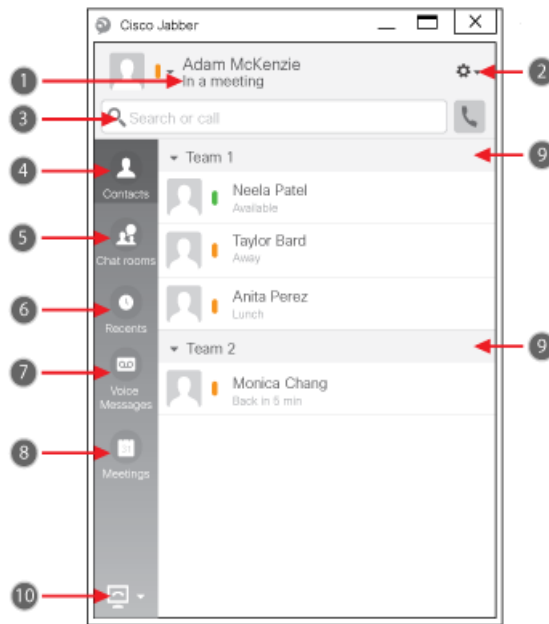 Cisco Jabber
Adam McKenzie
1
In a meeting
2
3
Search or call
9
Team 1
4
Contacts
Neela Patel
Available
5
Chat rooms
Taylor Bard
Away
6
Recents
Anita Perez
Lunch
9
Team 2
7
Voice
Messages
Monica Chang
Back in 5 min
8
31
Meetings
10